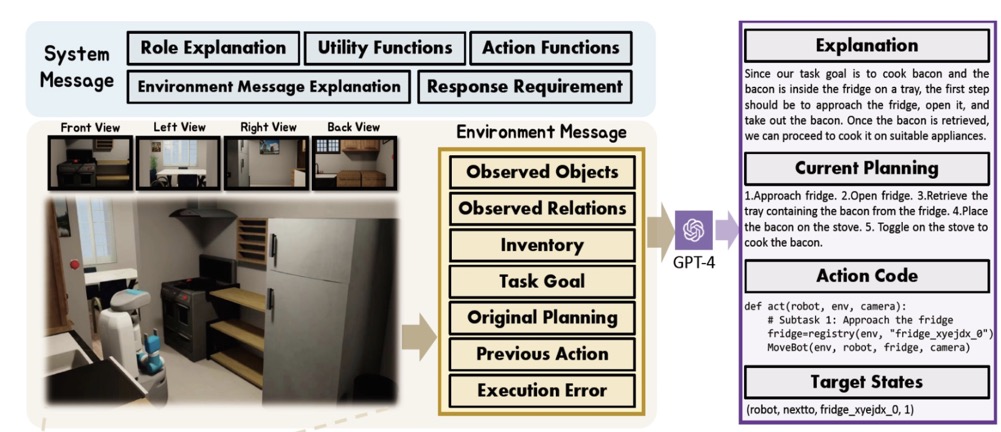 System
Message
Role Explanation
Utility Functions
Action Functions
Environment Message Explanation
Response Requirement
Front View
Left View
Right View
Back View
Environment Message
Observed Objects
Observed Relations
Inventory
Task Goal
Original Planning
Previous Action
Execution Error
GPT-4
Explanation
Since our task goal is to cook bacon and the
bacon is inside the fridge on a tray, the first step
should be to approach the fridge, open it, and
take out the bacon. Once the bacon is retrieved,
we can proceed to cook it on suitable appliances.
Current Planning
1.Approach fridge. 2.Open fridge. 3.Retrieve the
tray containing the bacon from the fridge. 4.Place
the bacon on the stove. 5. Toggle on the stove to
cook the bacon.
Action Code
def act(robot, env, camera):
# Subtask 1: Approach the fridge
fridge=registry(env, "fridge_xyejdx_0")
MoveBot(env, robot, fridge, camera)
Target States
(robot, nextto, fridge_xyejdx_0, 1)